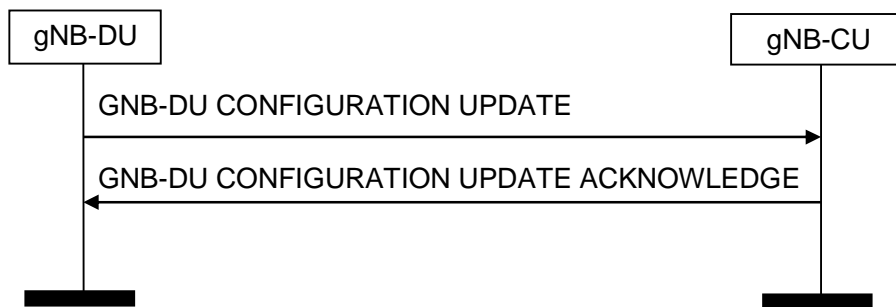 gNB-DU
gNB-CU
GNB-DU CONFIGURATION UPDATE
GNB-DU CONFIGURATION UPDATE ACKNOWLEDGE